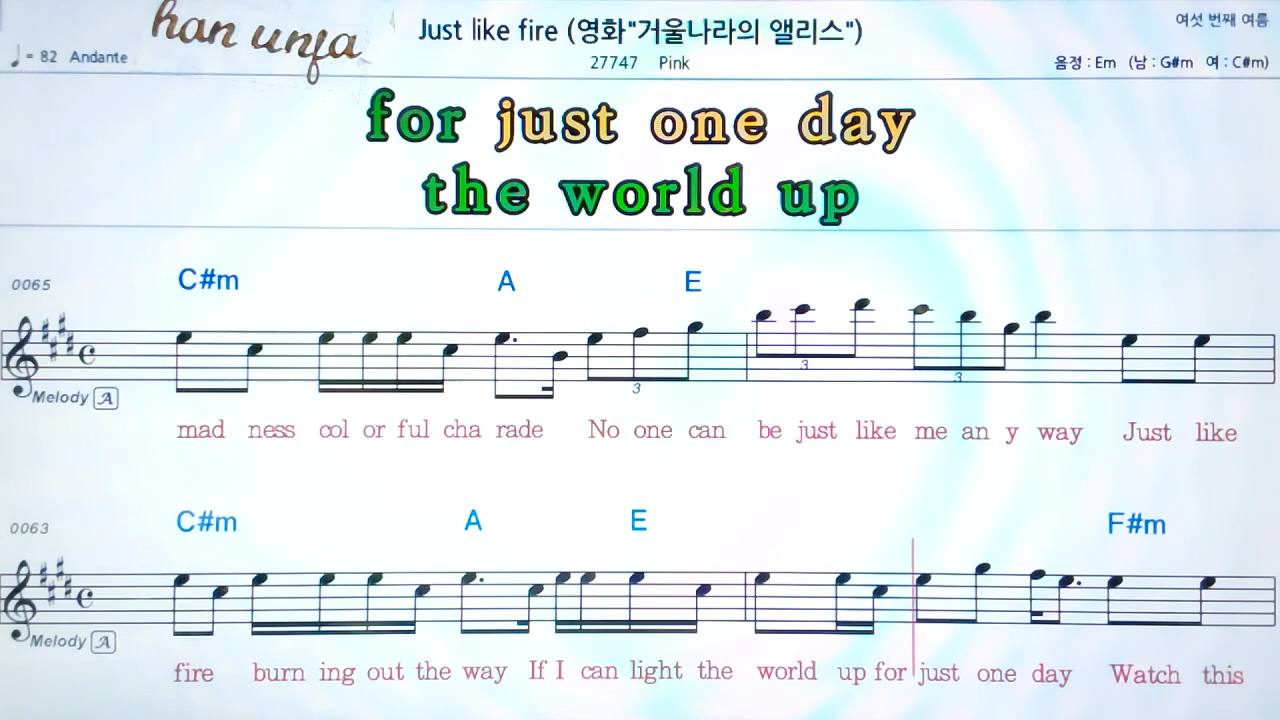 han unfa
Just like fire (영화"거울나라의 앨리스")
여섯 번째 여름
♩= 82 Andante
27747 Pink
음정 : Em (남 : G#m 여 : C#m)
for just one day
the world up
0065
C#m A E
3 3 3
Melody A
mad ness col or ful cha rade No one can be just like me an y way Just like
0063
C#m A E F#m
Melody A
fire burn ing out the way If I can light the world up for just one day Watch this